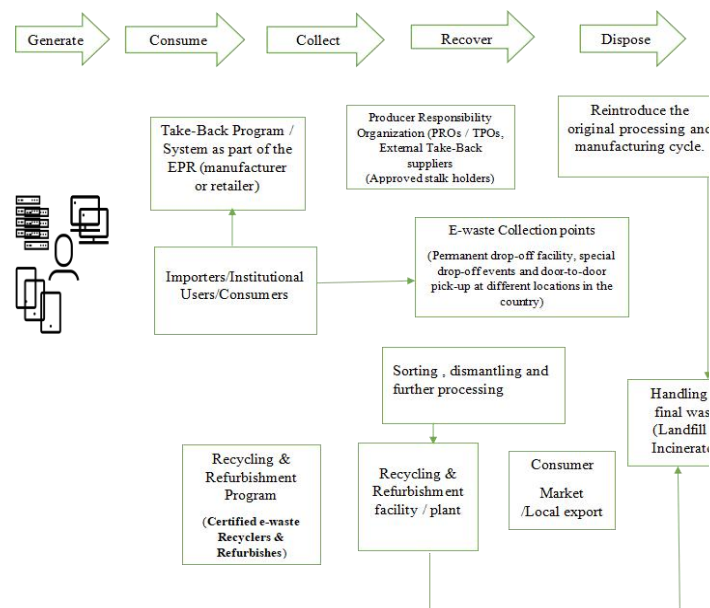 Generate
Consume
Collect
Recover
Dispose
Take-Back Program /
System as part of the
EPR (manufacturer
or retailer)
Producer Responsibility
Organization (PROs / TPOs,
External Take-Back
suppliers
(Approved stalk holders)
Reintroduce the
original processing and
manufacturing cycle.
Importers/Institutional
Users/Consumers
E-waste Collection points
(Permanent drop-off facility, special
drop-off events and door-to-door
pick-up at different locations in the
country)
Sorting , dismantling and
further processing
Handling
final
(Landfill
Recycling &
Refurbishment
Program
(Certified e-waste
Recyclers &
Refurbishes)
Recycling &
Refurbishment
facility / plant
Consumer
Market
/Local export